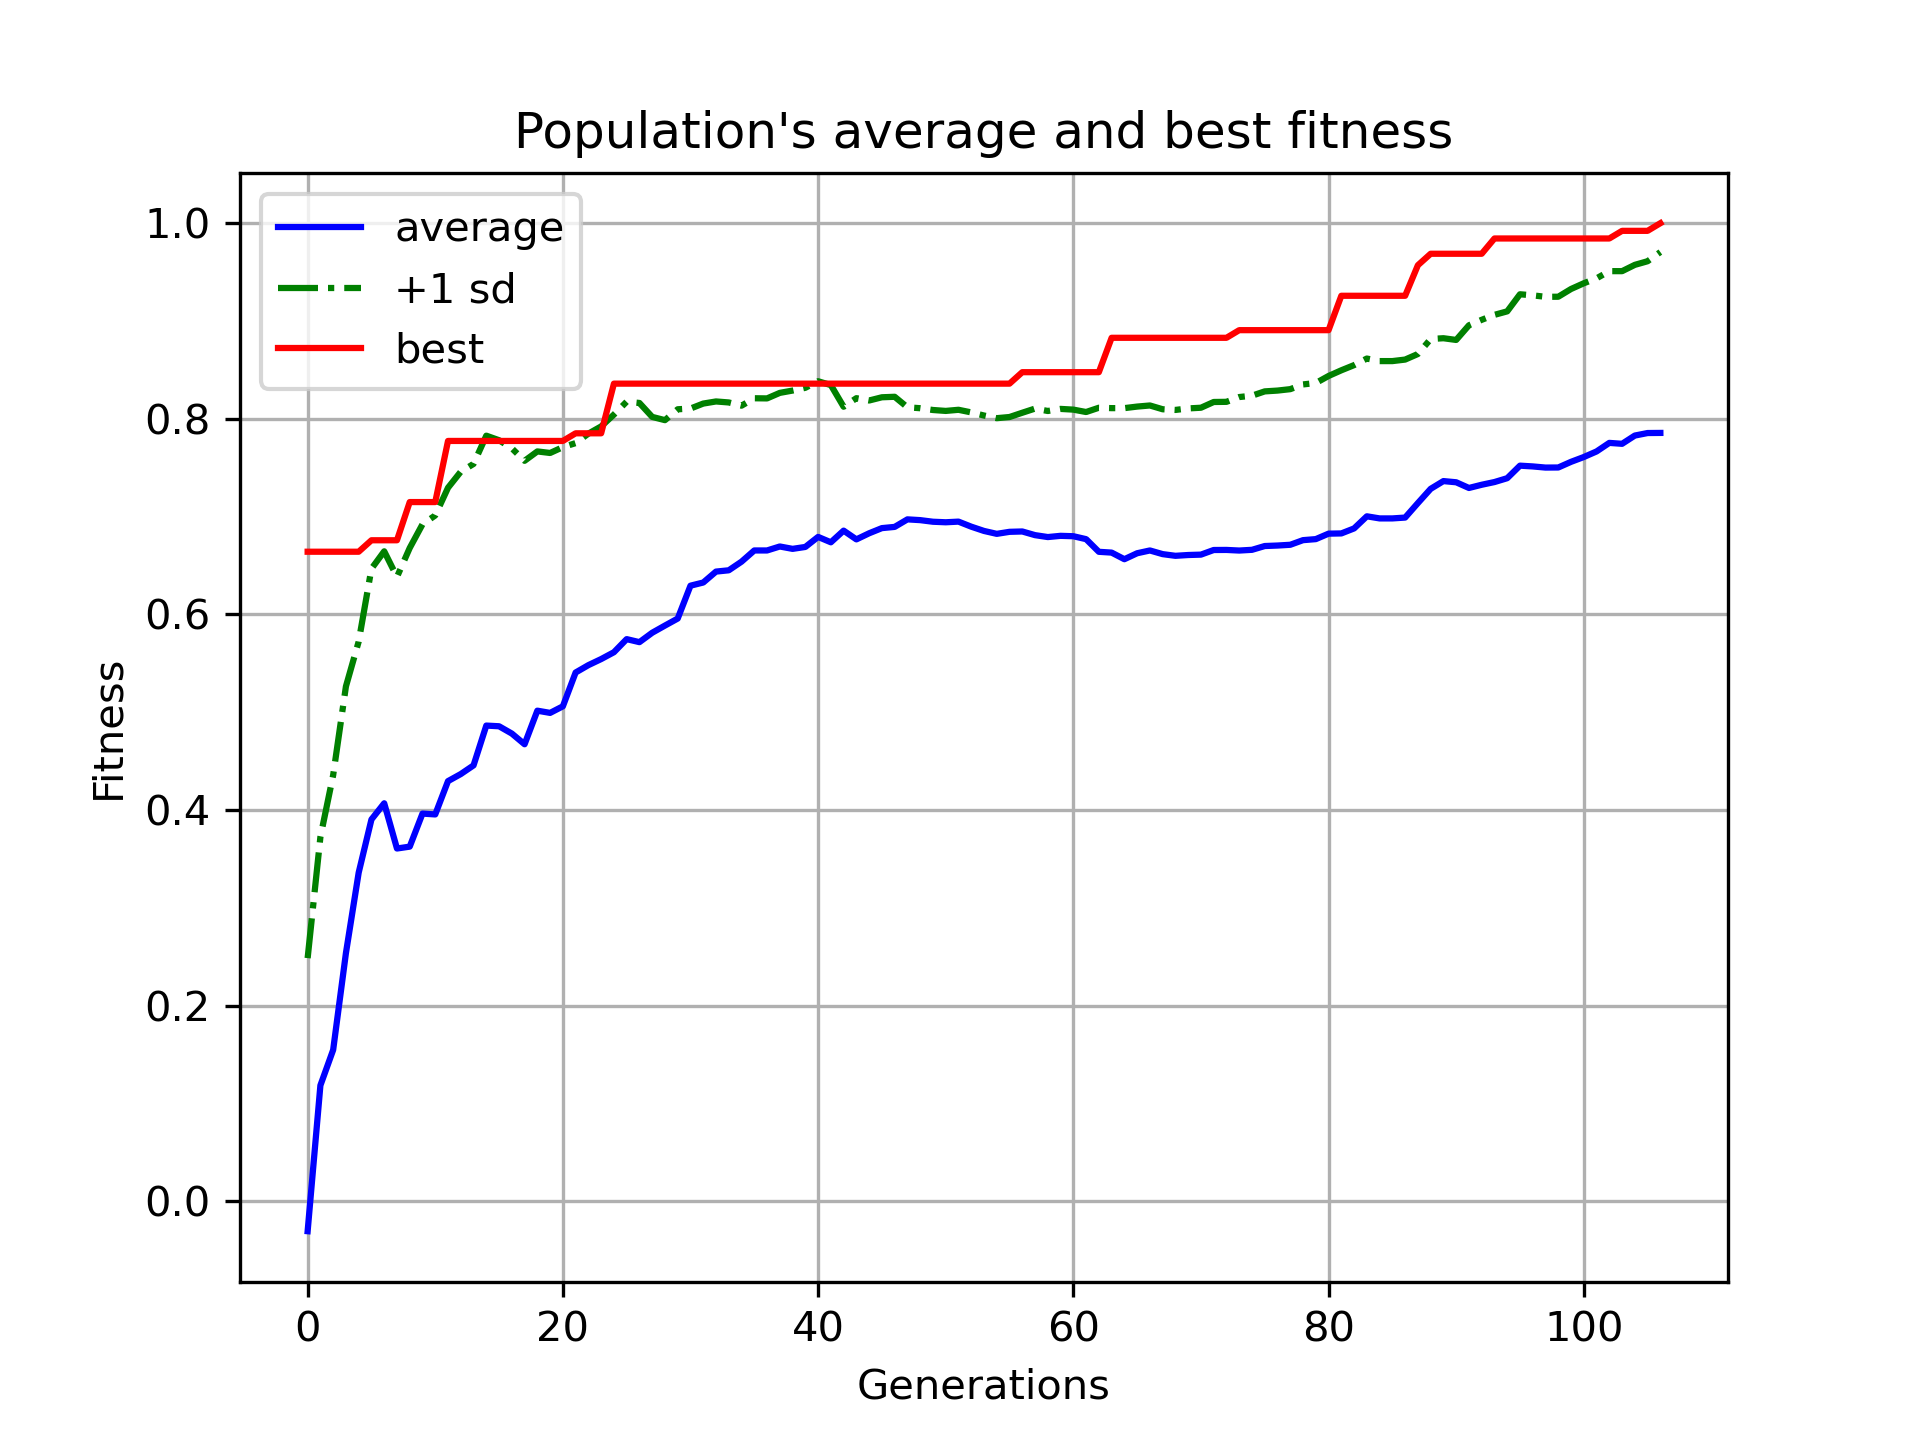 Population's average and best fitness
average
+1 sd
best
1.0
0.8
0.6
0.4
0.2
0.0
Fitness
0 20 40 60 80 100
Generations